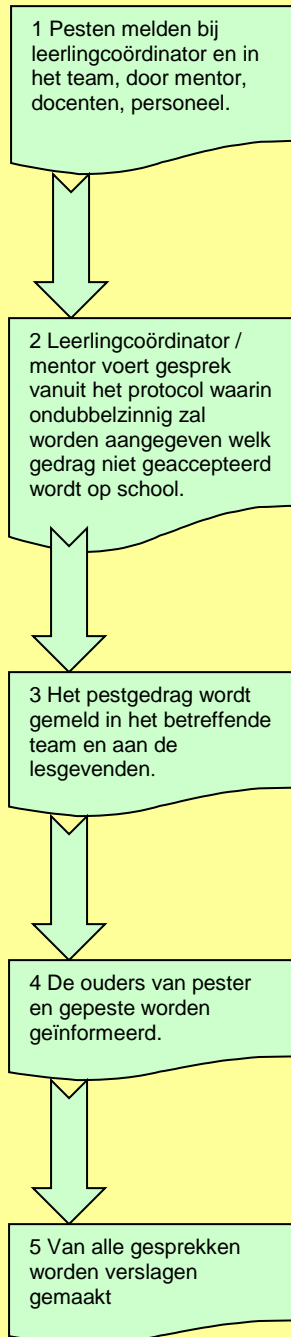 1 Pesten melden bij
leerlingcoördinator en in
het team, door mentor,
docenten, personeel.
2 Leerlingcoördinator /
mentor voert gesprek
vanuit het protocol waarin
ondubbelzinnig zal
worden aangegeven welk
gedrag niet geaccepteerd
wordt op school.
3 Het pestgedrag wordt
gemeld in het betreffende
team en aan de
lesgevenden.
4 De ouders van pester
en gepeste worden
geïnformeerd.
5 Van alle gesprekken
worden verslagen
gemaakt